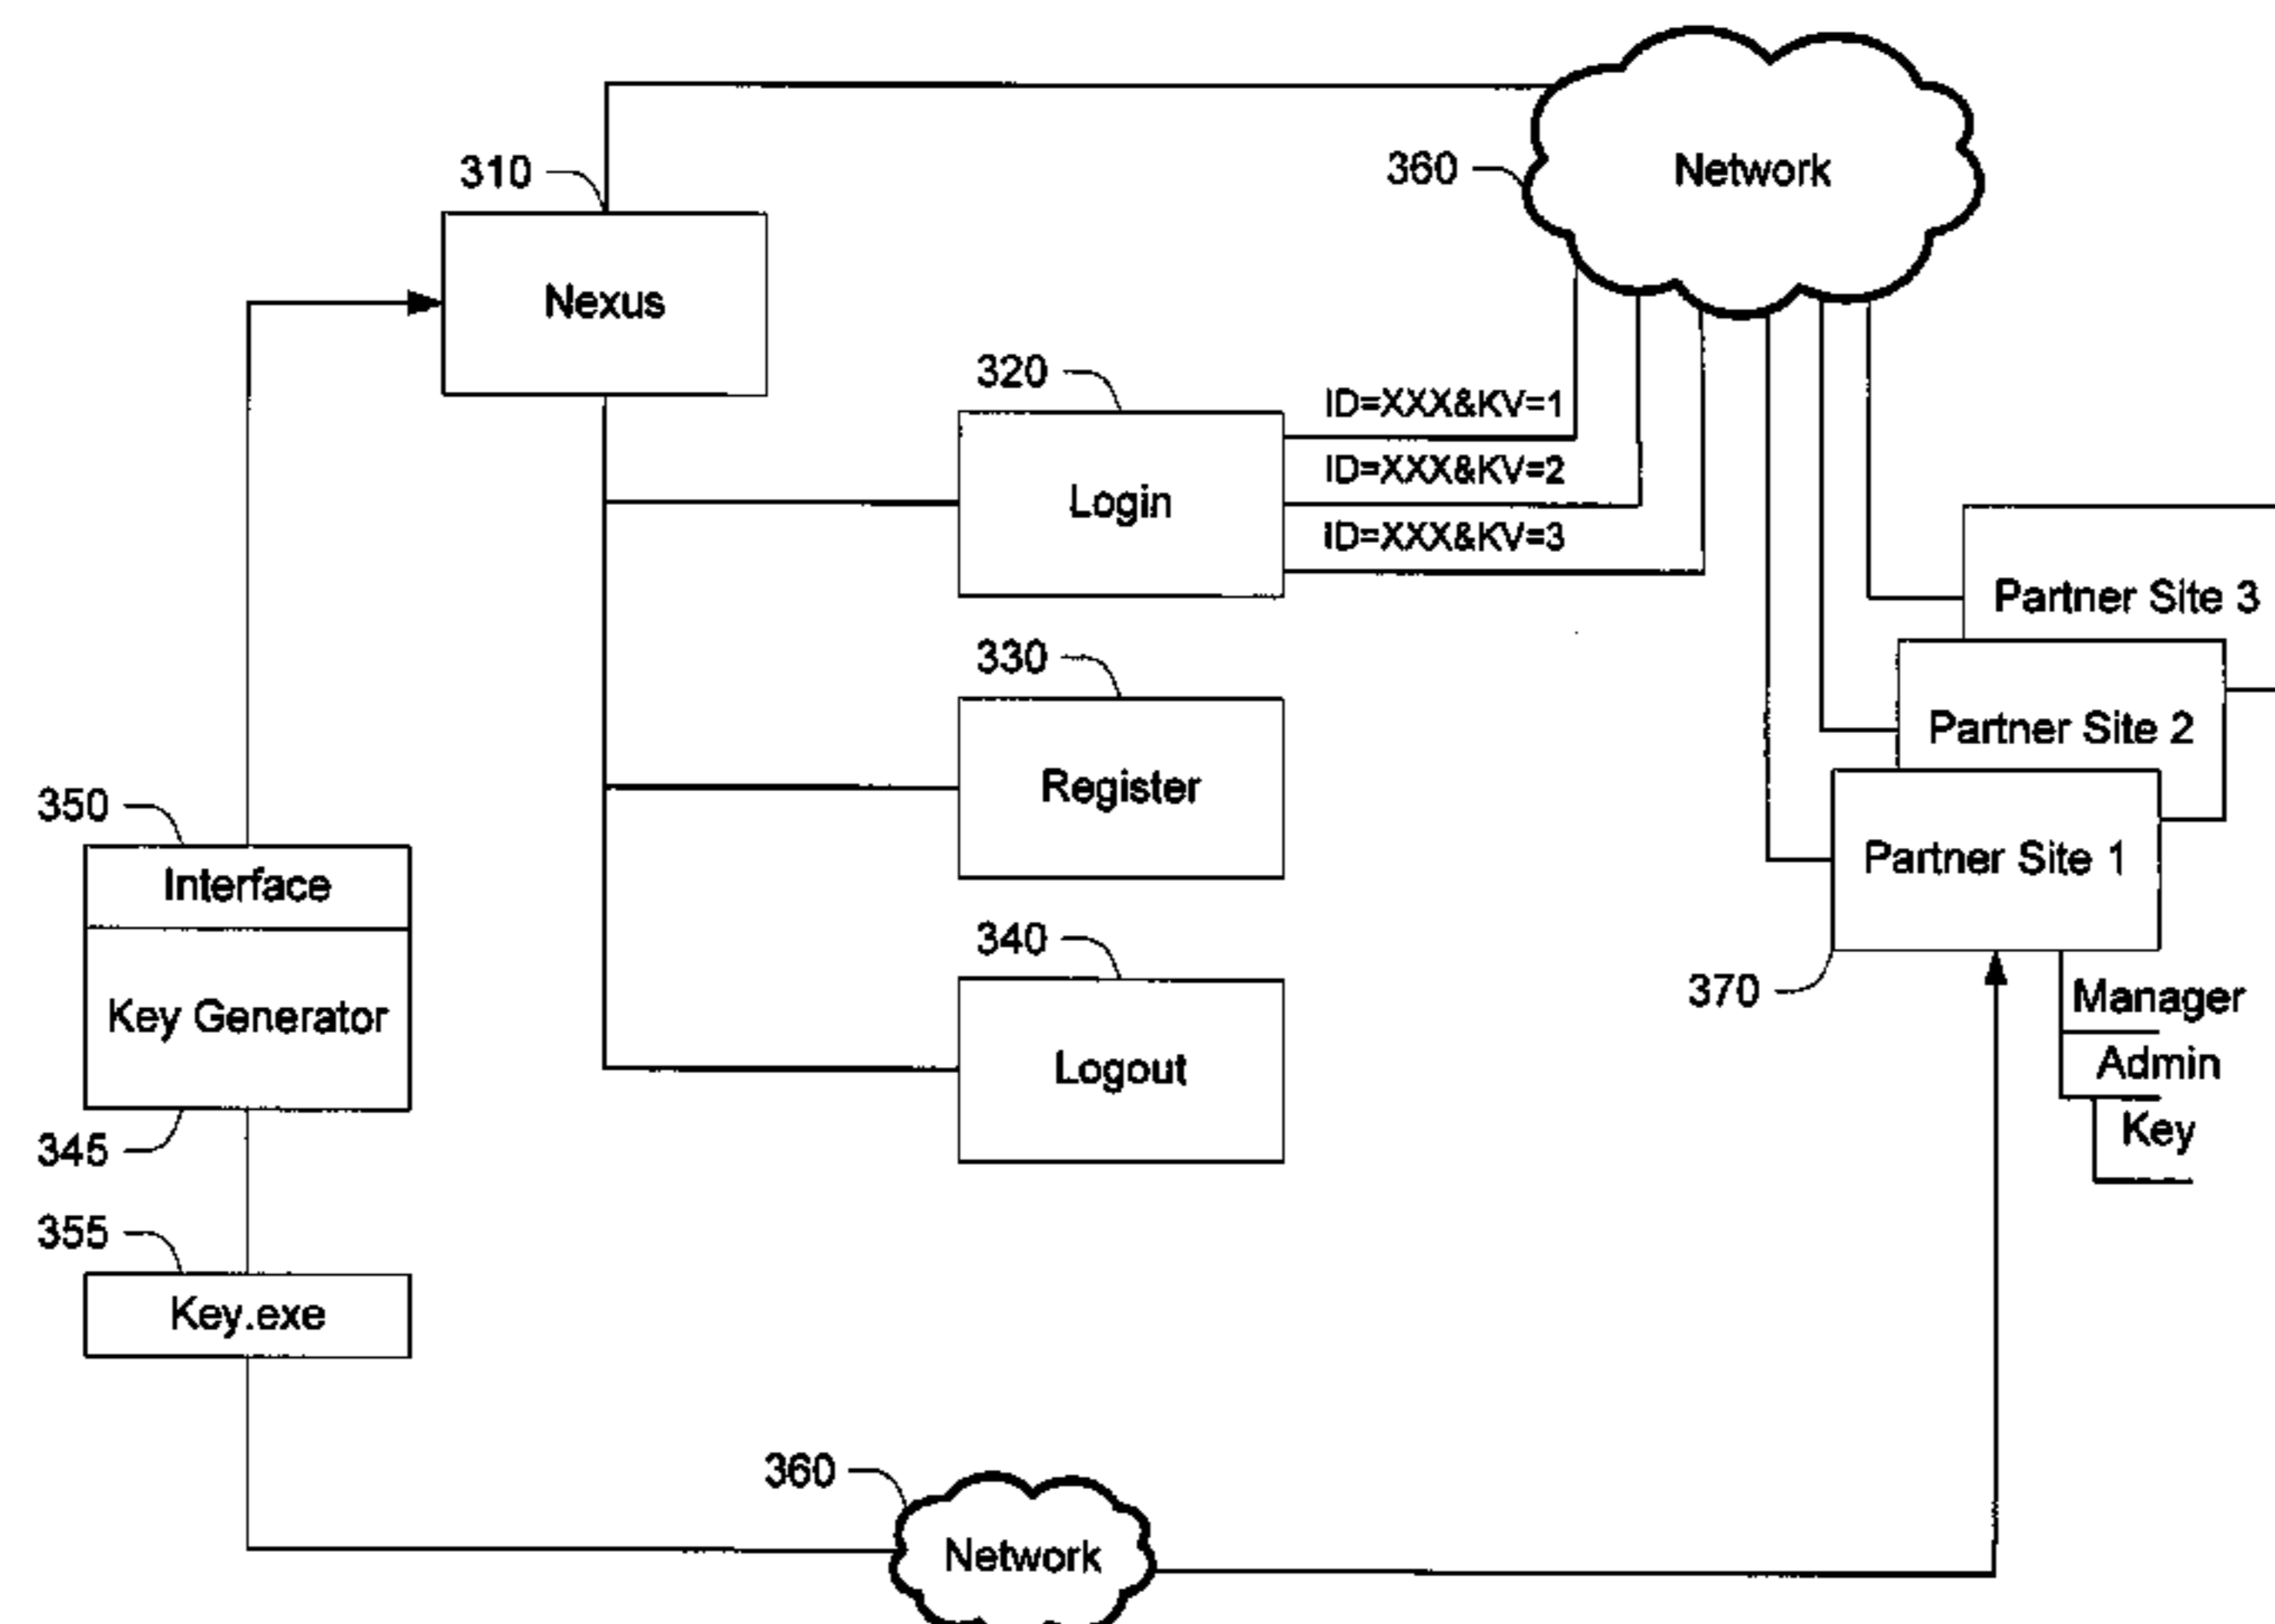 360
Network
310
Nexus
320
ID=XXX&KV=1
ID=XXX&KV=2
ID=XXX&KV=3
Login
Partner Site 3
330
Partner Site 2
Register
350
Partner Site 1
Interface
340
370
Manager
Key Generator
Admin
Logout
Key
345
355
Key.exe
360
Network